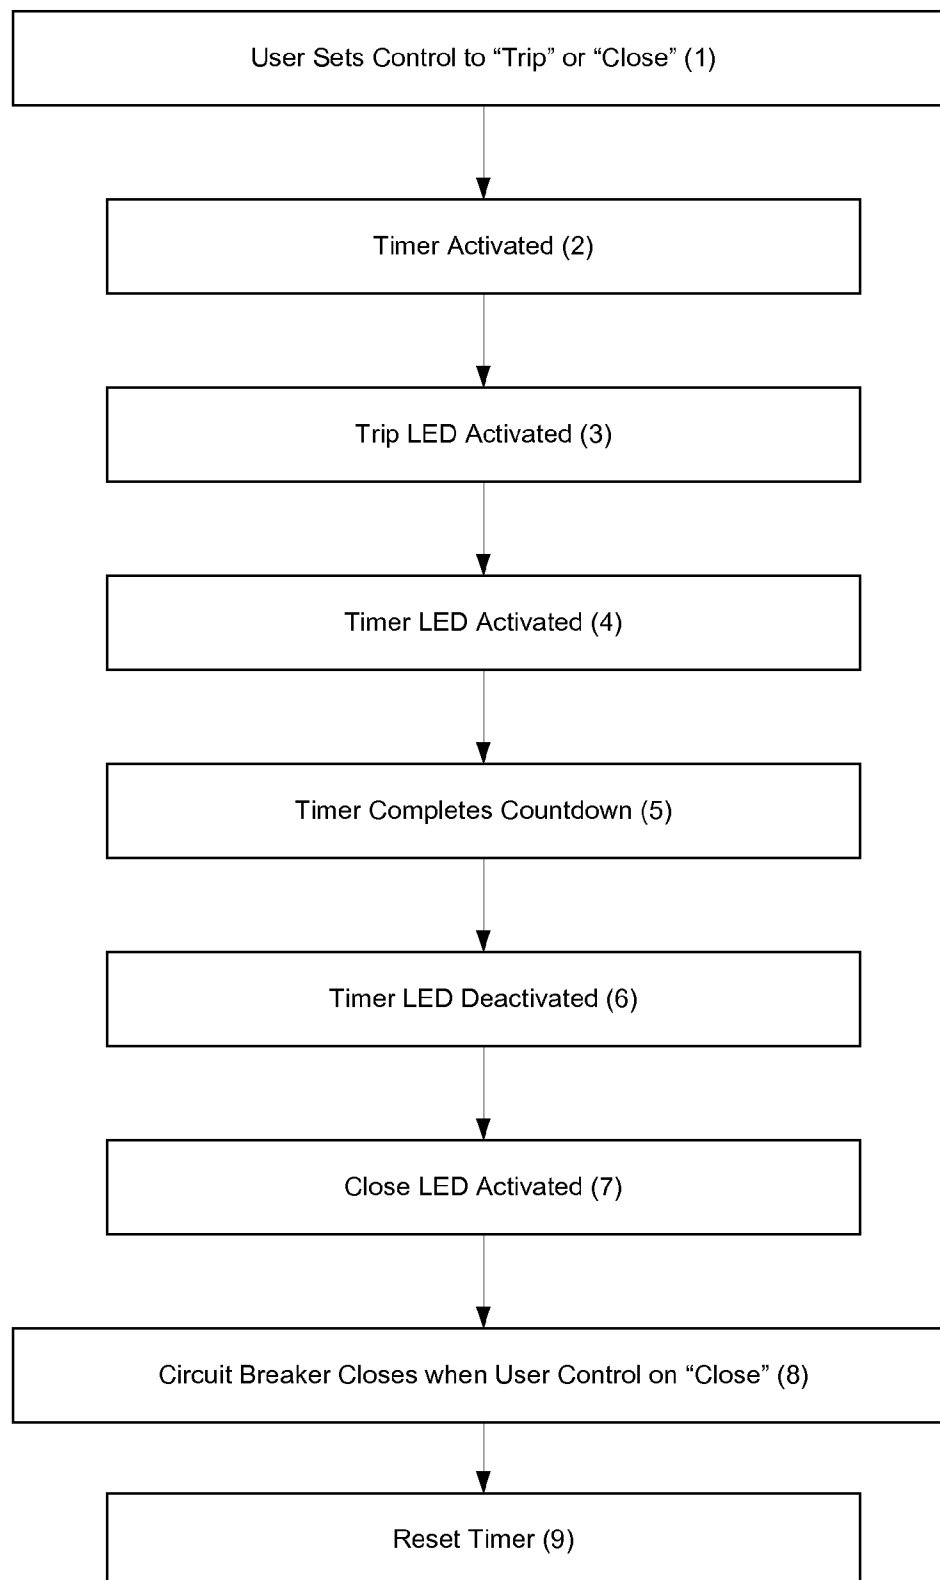 User Sets Control to “Trip” or “Close” (1)
Timer Activated (2)
Trip LED Activated (3)
Timer LED Activated (4)
Timer Completes Countdown (5)
Timer LED Deactivated (6)
Close LED Activated (7)
Circuit Breaker Closes when User Control on “Close” (8)
Reset Timer (9)